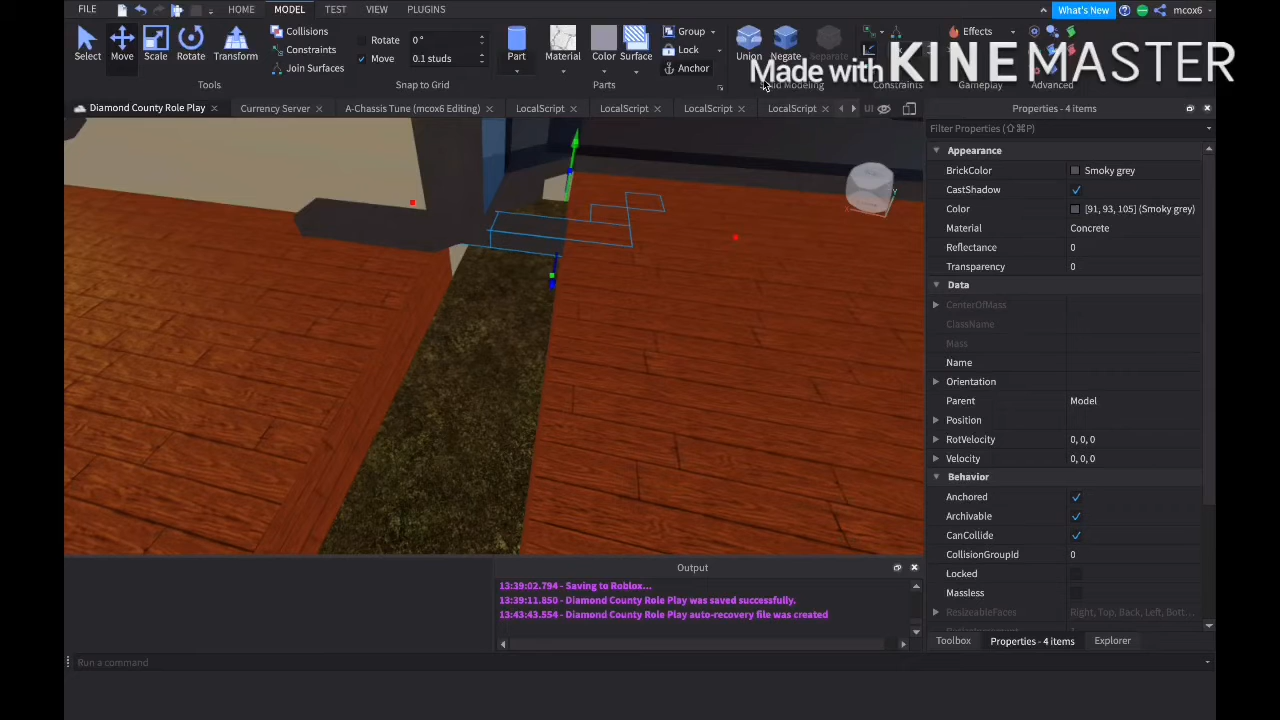 FILE HOME MODEL TEST VIEW PLUGINS What's New mcox6
Select Move Scale Rotate Transform
Collisions
Constraints
Join Surfaces
Tools
Rotate 0 °
Move 0.1 studs
Snap to Grid
Part Material Color Surface
Group
Lock
Anchor
Parts
Union Negate Separate
Effects
Constraints Gameplay Advanced
Made with KINEMASTER
Diamond County Role Play Currency Server A-Chassis Tune (mcox6 Editing) LocalScript LocalScript LocalScript LocalScript UI
Properties - 4 items
Filter Properties (⇧⌘P)
Appearance
BrickColor Smoky grey
CastShadow
Color [91, 93, 105] (Smoky grey)
Material Concrete
Reflectance 0
Transparency 0
Data
CenterOfMass
ClassName
Mass
Name
Orientation
Parent Model
Position
RotVelocity 0, 0, 0
Velocity 0, 0, 0
Behavior
Anchored
Archivable
CanCollide
CollisionGroupId 0
Locked
Massless
ResizeableFaces Right, Top, Back, Left, Bott...
Toolbox Properties - 4 items Explorer
Output
13:39:02.794 - Saving to Roblox...
13:39:11.850 - Diamond County Role Play was saved successfully.
13:43:43.554 - Diamond County Role Play auto-recovery file was created
Run a command